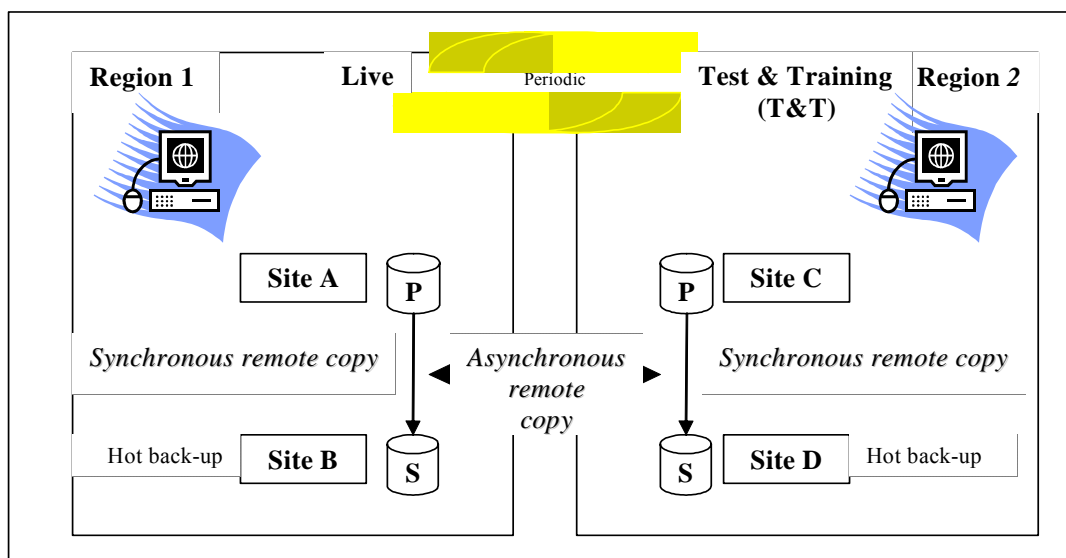 Region 1
Live
Periodic
Test & Training
(T&T)
Region 2
Site A
P
P
Site C
Synchronous remote copy
Asynchronous
remote
copy
Synchronous remote copy
Hot back-up
Site B
S
S
Site D
Hot back-up